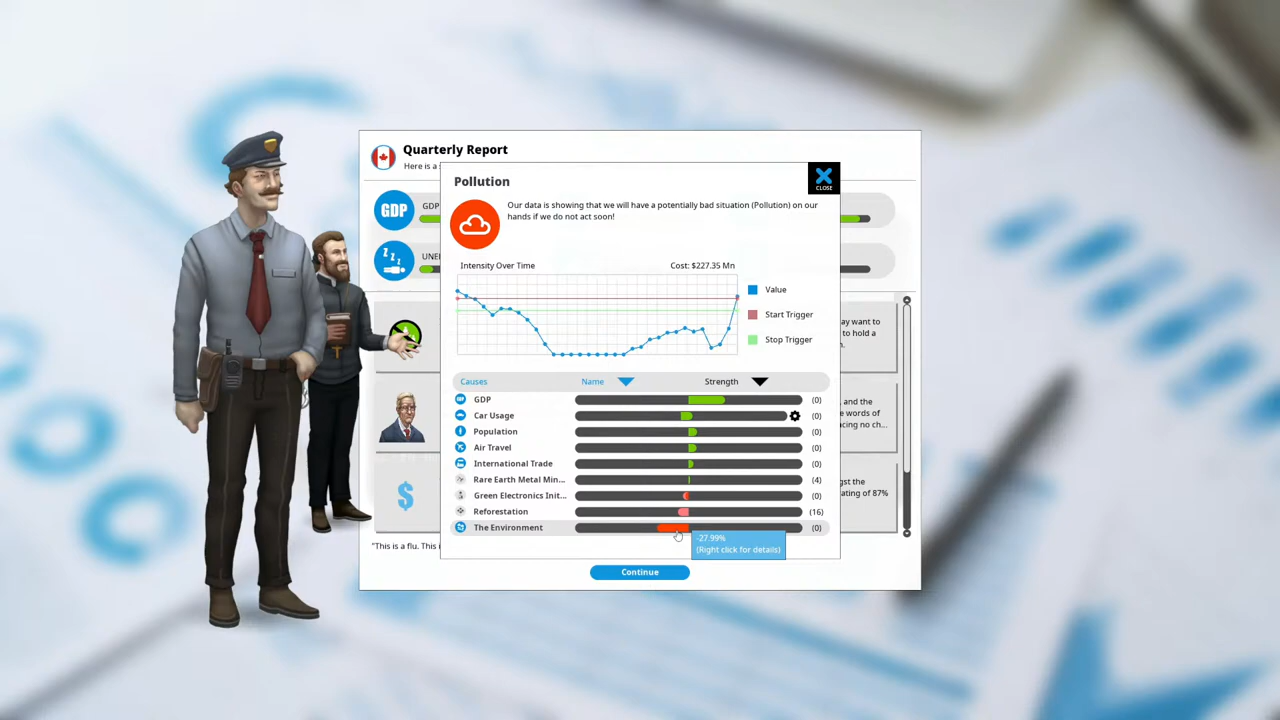 Quarterly Report
Here is a
Pollution
CLOSE
Our data is showing that we will have a potentially bad situation (Pollution) on our
hands if we do not act soon!
GDP GDP
UNE
Z Z Z
Intensity Over Time Cost: $227.35 Mn
Value
Start Trigger
Stop Trigger
ay want to
to hold a
n.
Causes Name Strength
GDP (0)
Car Usage (0)
Population (0)
Air Travel (0)
International Trade (0)
Rare Earth Metal Min... (4)
Green Electronics Init... (0)
Reforestation (16)
The Environment (0)
, and the
e words of
acing no ch...
$
gst the
ating of 87%
-27.99%
(Right click for details)
"This is a flu. This i
Continue